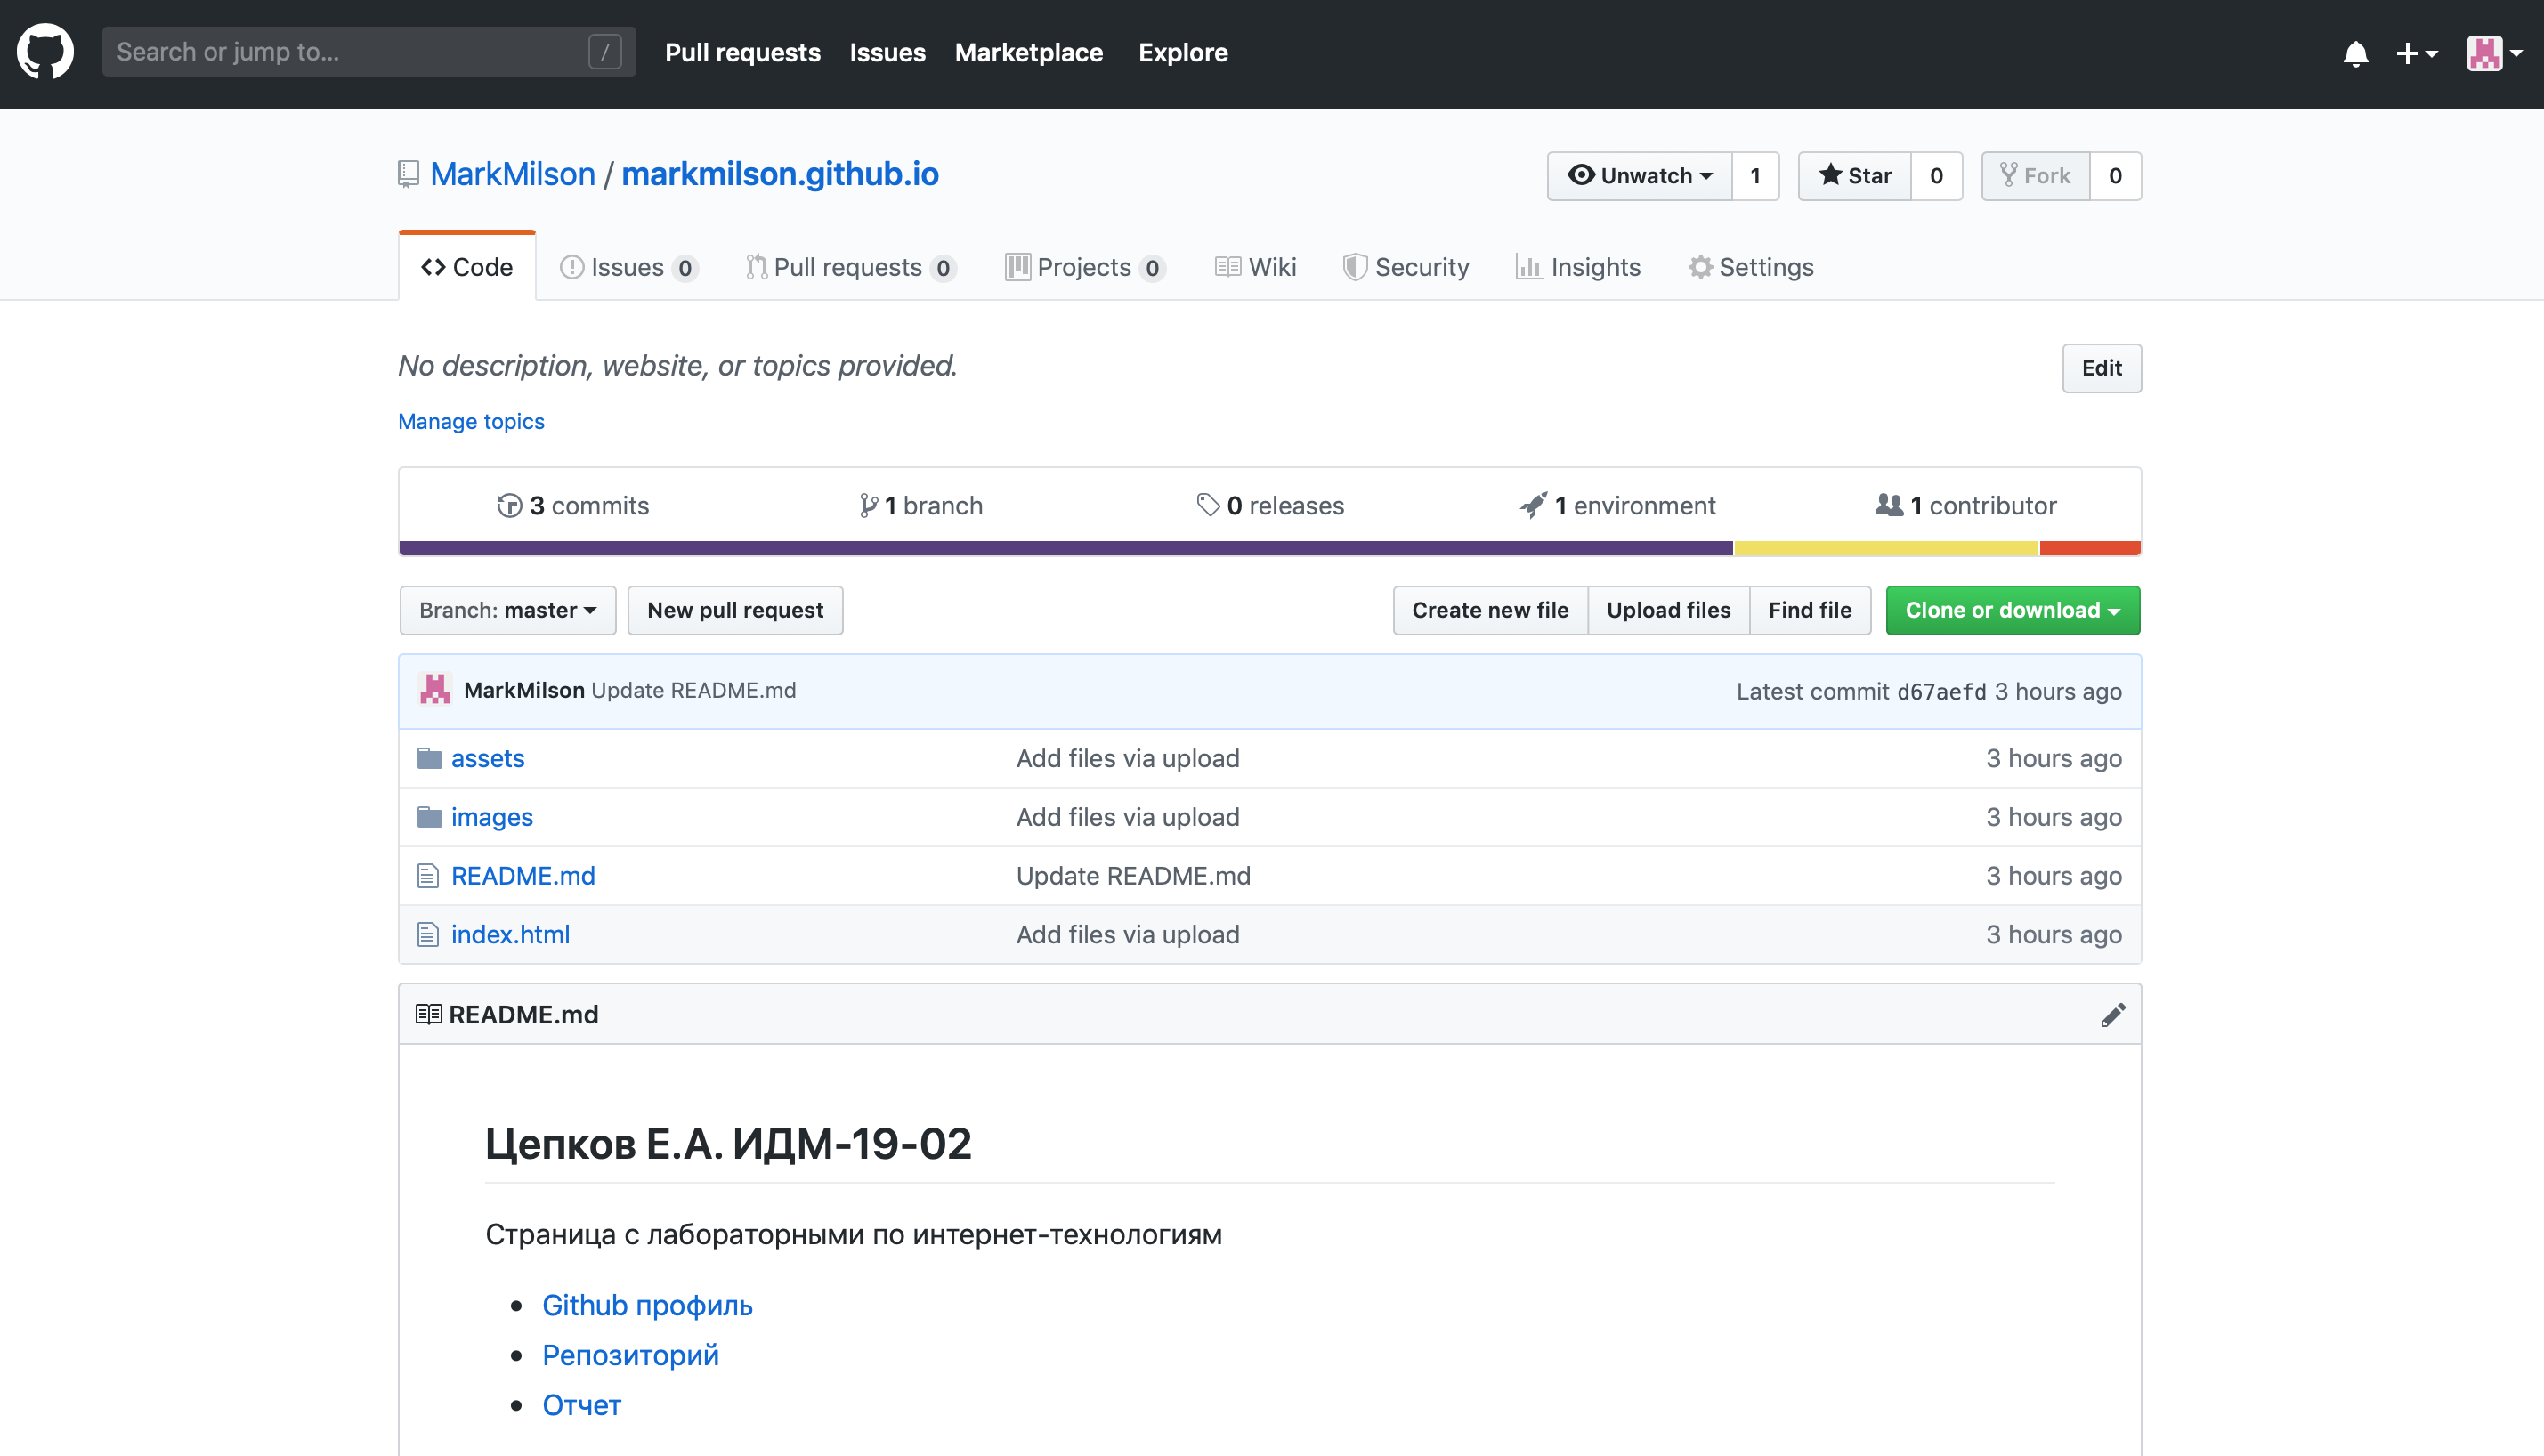 Search or jump to... /
Pull requests Issues Marketplace Explore
MarkMilson / markmilson.github.io
Unwatch 1 Star 0 Fork 0
Code Issues 0 Pull requests 0 Projects 0 Wiki Security Insights Settings
No description, website, or topics provided.
Edit
Manage topics
3 commits 1 branch 0 releases 1 environment 1 contributor
Branch: master New pull request Create new file Upload files Find file Clone or download
MarkMilson Update README.md Latest commit d67aefd 3 hours ago
assets Add files via upload 3 hours ago
images Add files via upload 3 hours ago
README.md Update README.md 3 hours ago
index.html Add files via upload 3 hours ago
README.md
Цепков Е.А. ИДМ-19-02
Страница с лабораторными по интернет-технологиям
Github профиль
Репозиторий
Отчет